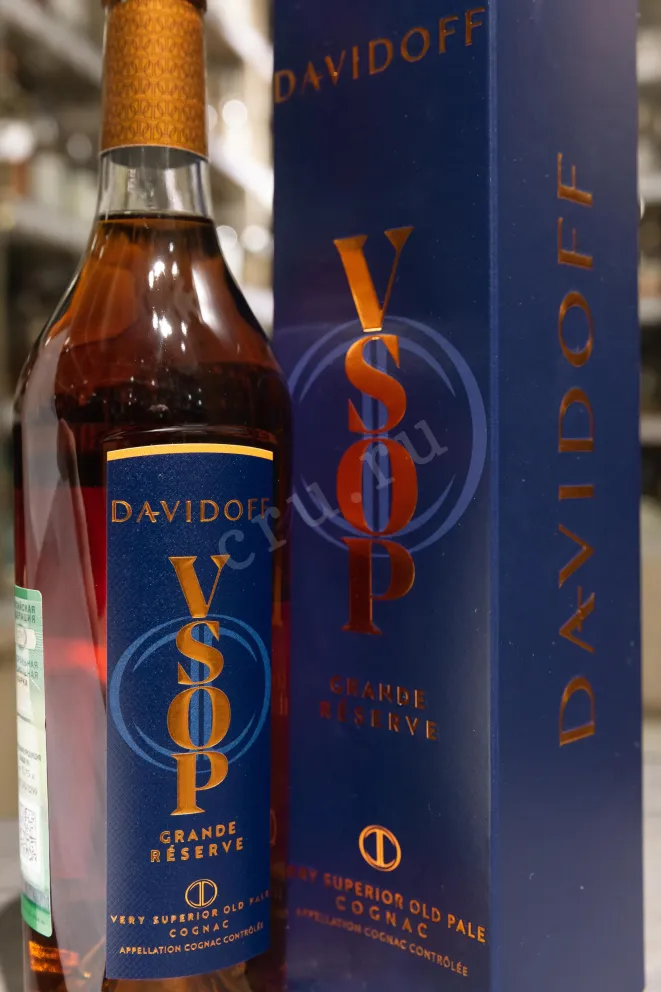 DAVIDOFF
VSOP
GRANDE
RÉSERVE
VERY SUPERIOR OLD PALE
COGNAC
APPELLATION COGNAC CONTRÔLÉE
DAVIDOFF
VSOP
GRANDE
RÉSERVE
VERY SUPERIOR OLD PALE
COGNAC
APPELLATION COGNAC CONTRÔLÉE
DAVIDOFF
cru.ru